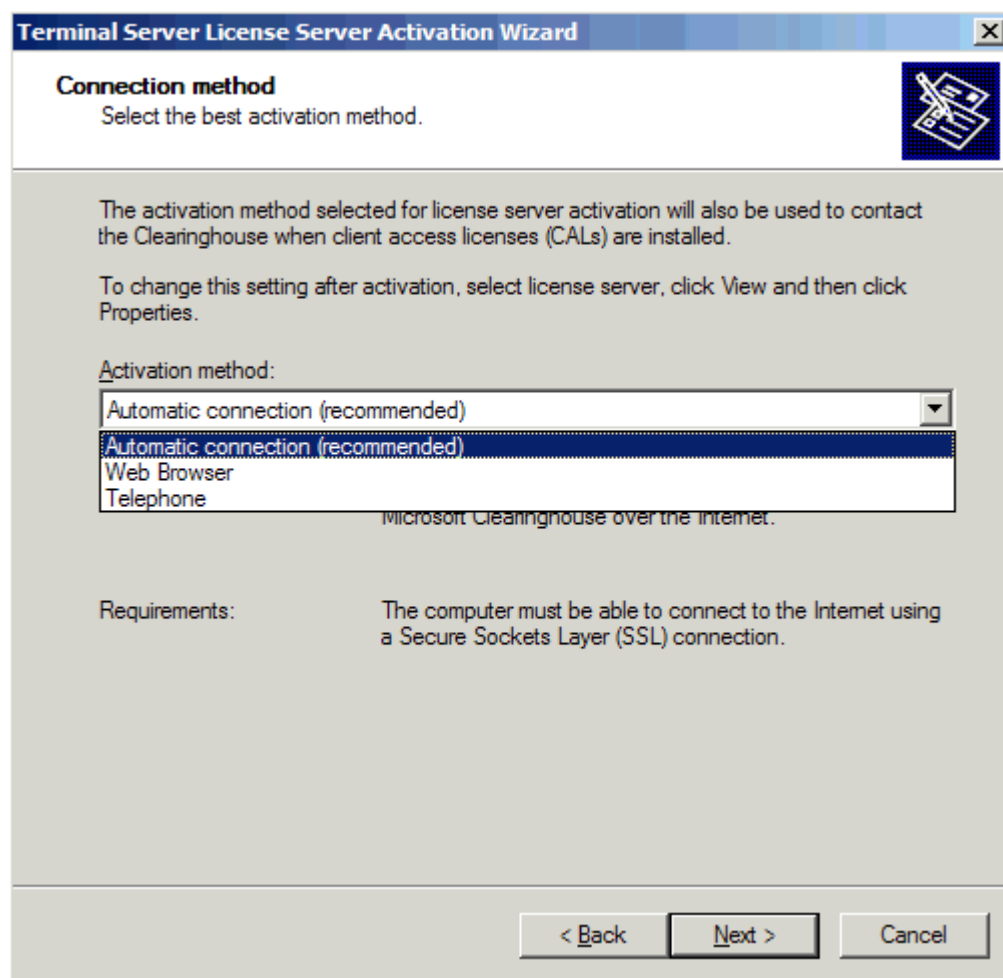 Terminal Server License Server Activation Wizard
Connection method
Select the best activation method.
The activation method selected for license server activation will also be used to contact
the Clearinghouse when client access licenses (CALs) are installed.
To change this setting after activation, select license server, click View and then click
Properties.
Activation method:
Automatic connection (recommended)
Automatic connection (recommended)
Web Browser
Telephone
Microsoft Clearinghouse over the Internet.
Requirements: The computer must be able to connect to the Internet using
a Secure Sockets Layer (SSL) connection.
< Back Next > Cancel